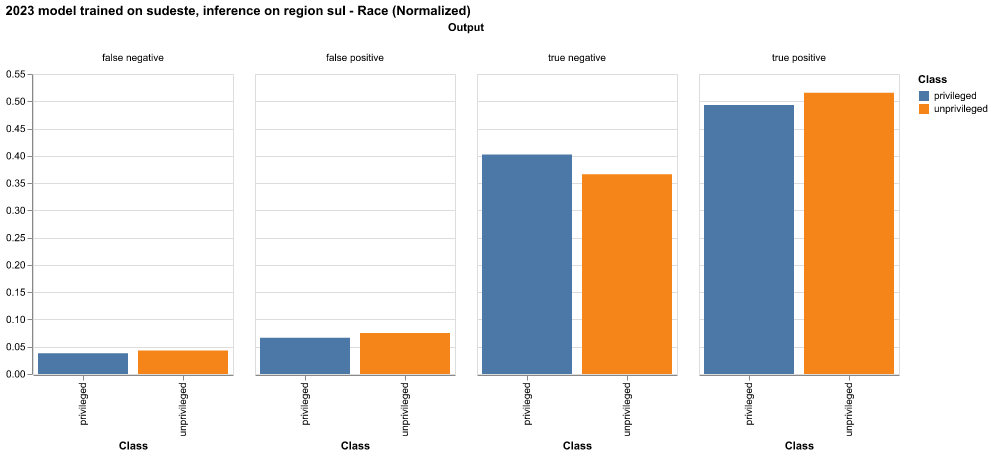 2023 model trained on sudeste, inference on region sul - Race (Normalized)
Output
false negative
false positive
true negative
true positive
0.55
0.50
0.45
0.40
0.35
0.30
0.25
0.20
0.15
0.10
0.05
0.00
privileged
unprivileged
privileged
unprivileged
privileged
unprivileged
privileged
unprivileged
Class
Class
Class
Class
Class
privileged
unprivileged